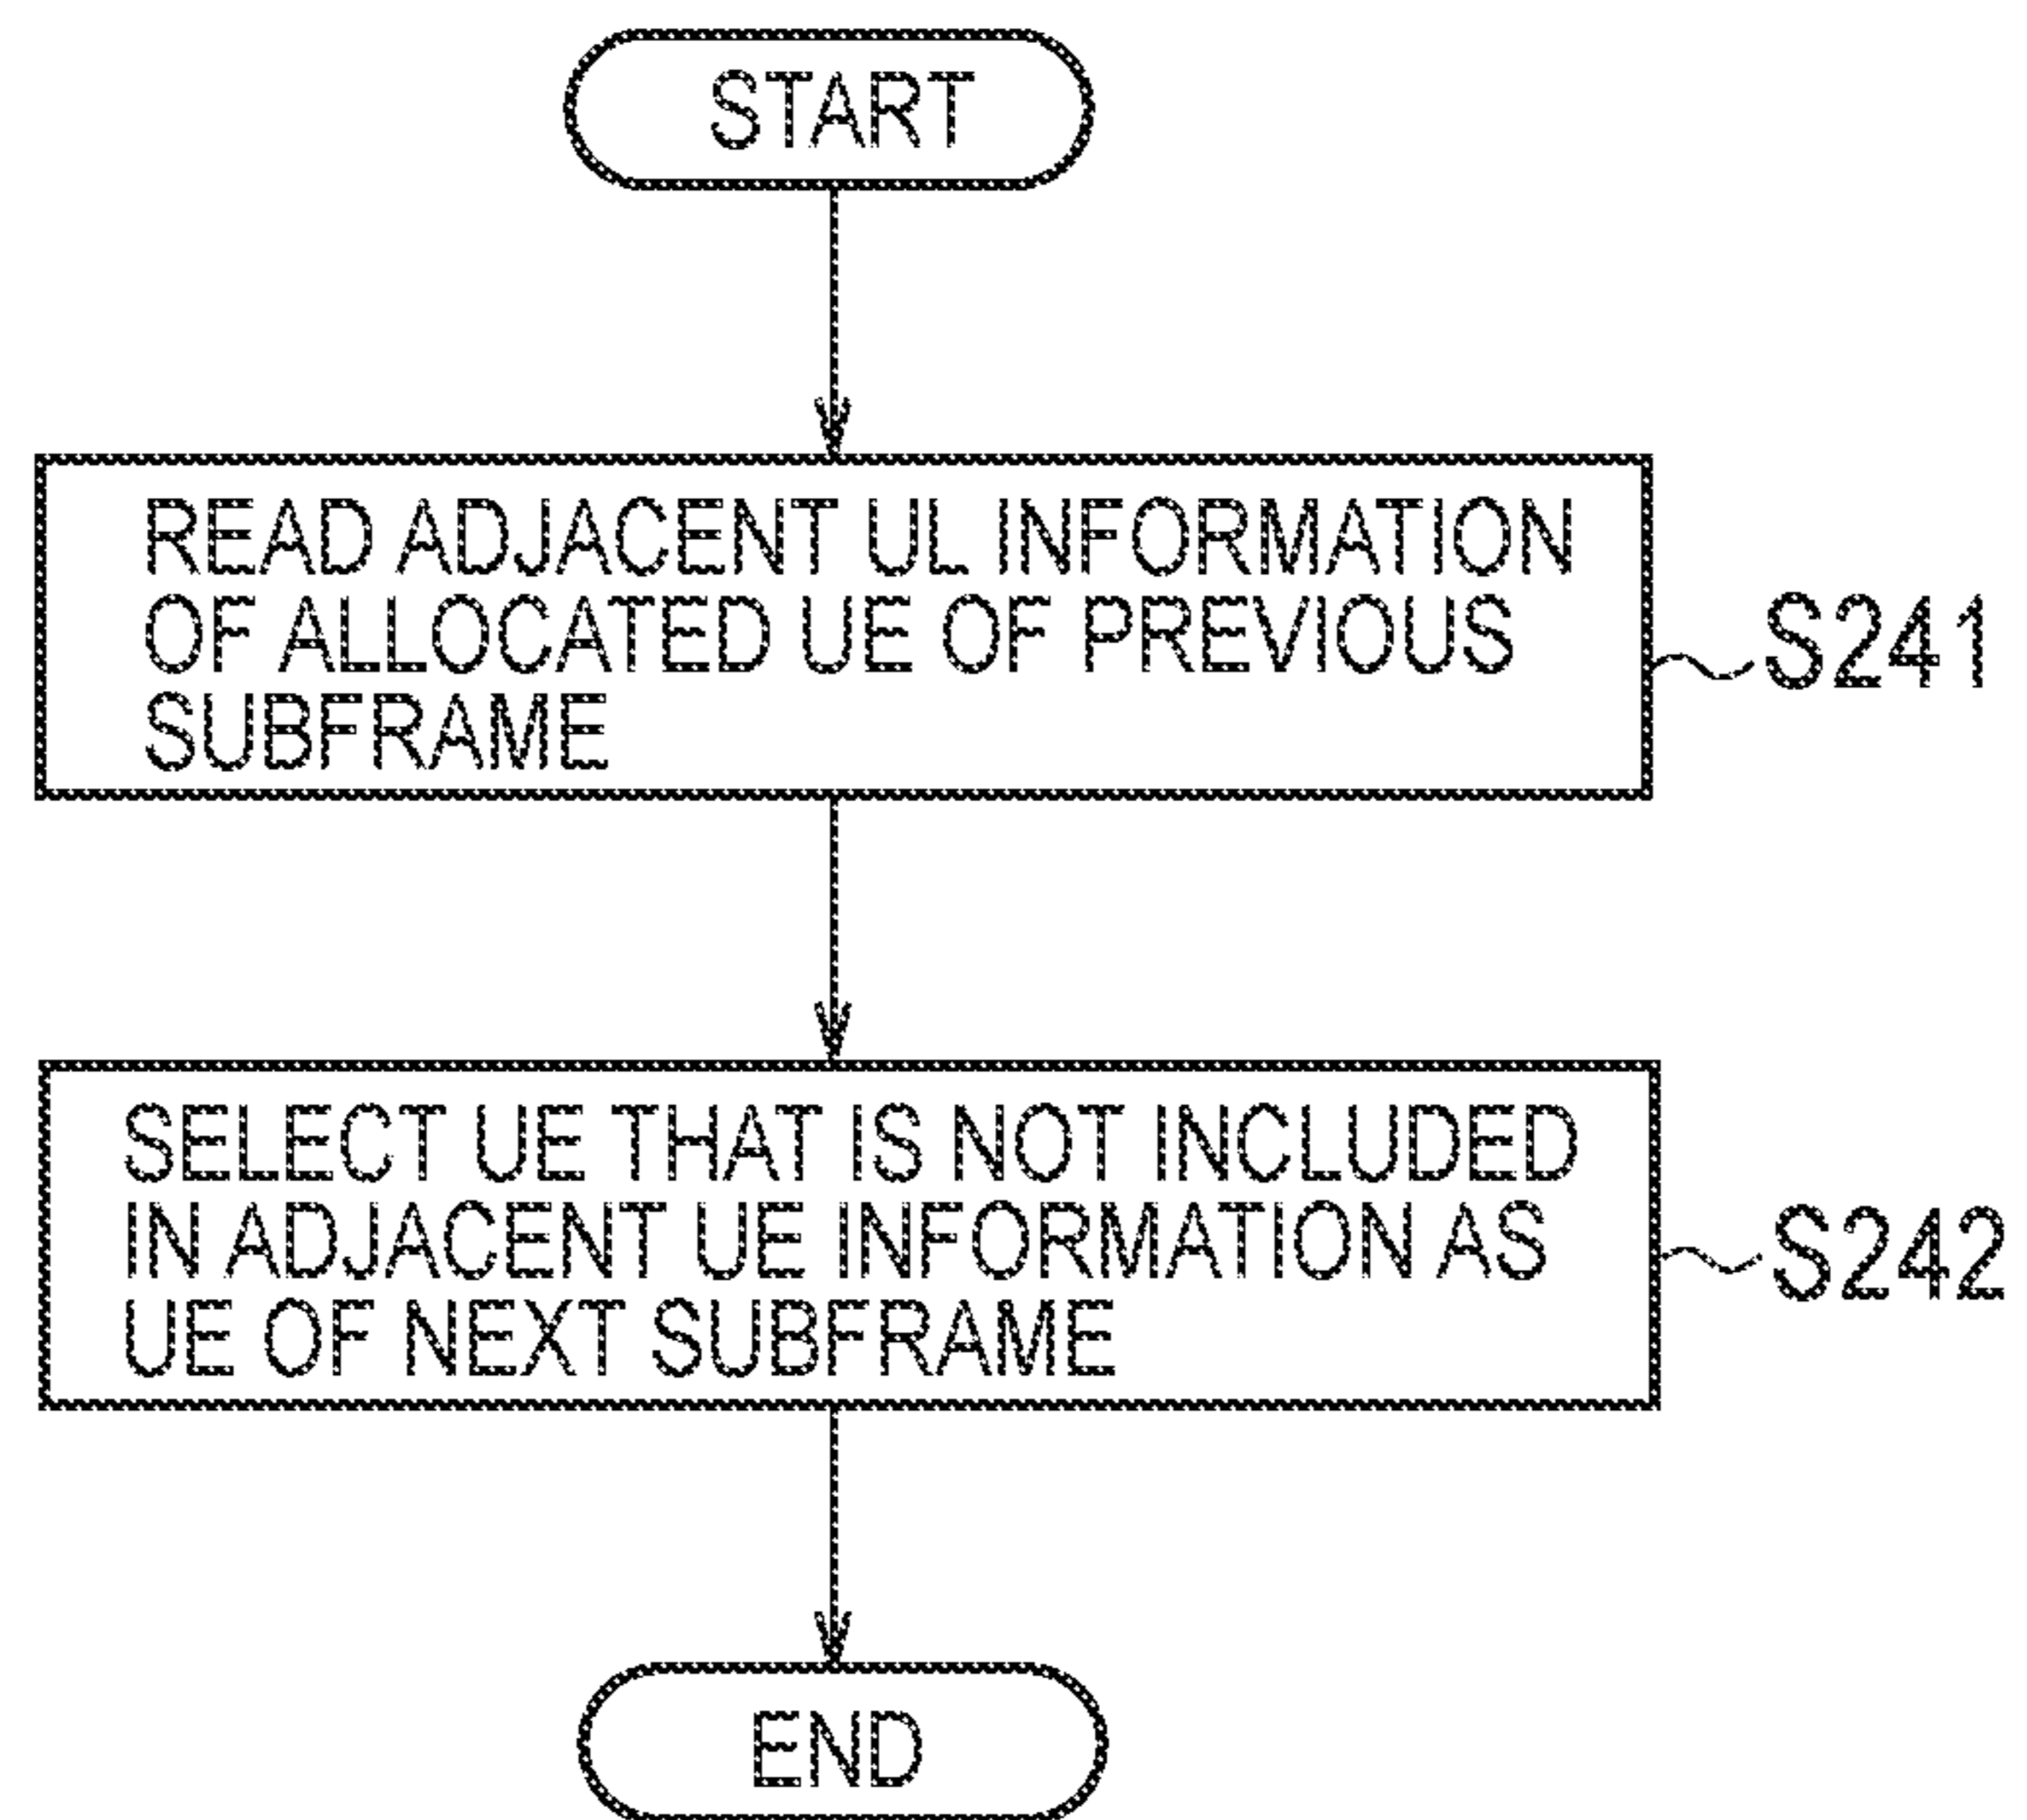 START
READ ADJACENT UL INFORMATION
OF ALLOCATED UE OF PREVIOUS
SUBFRAME
S241
SELECT UE THAT IS NOT INCLUDED
IN ADJACENT UE INFORMATION AS
UE OF NEXT SUBFRAME
S242
END